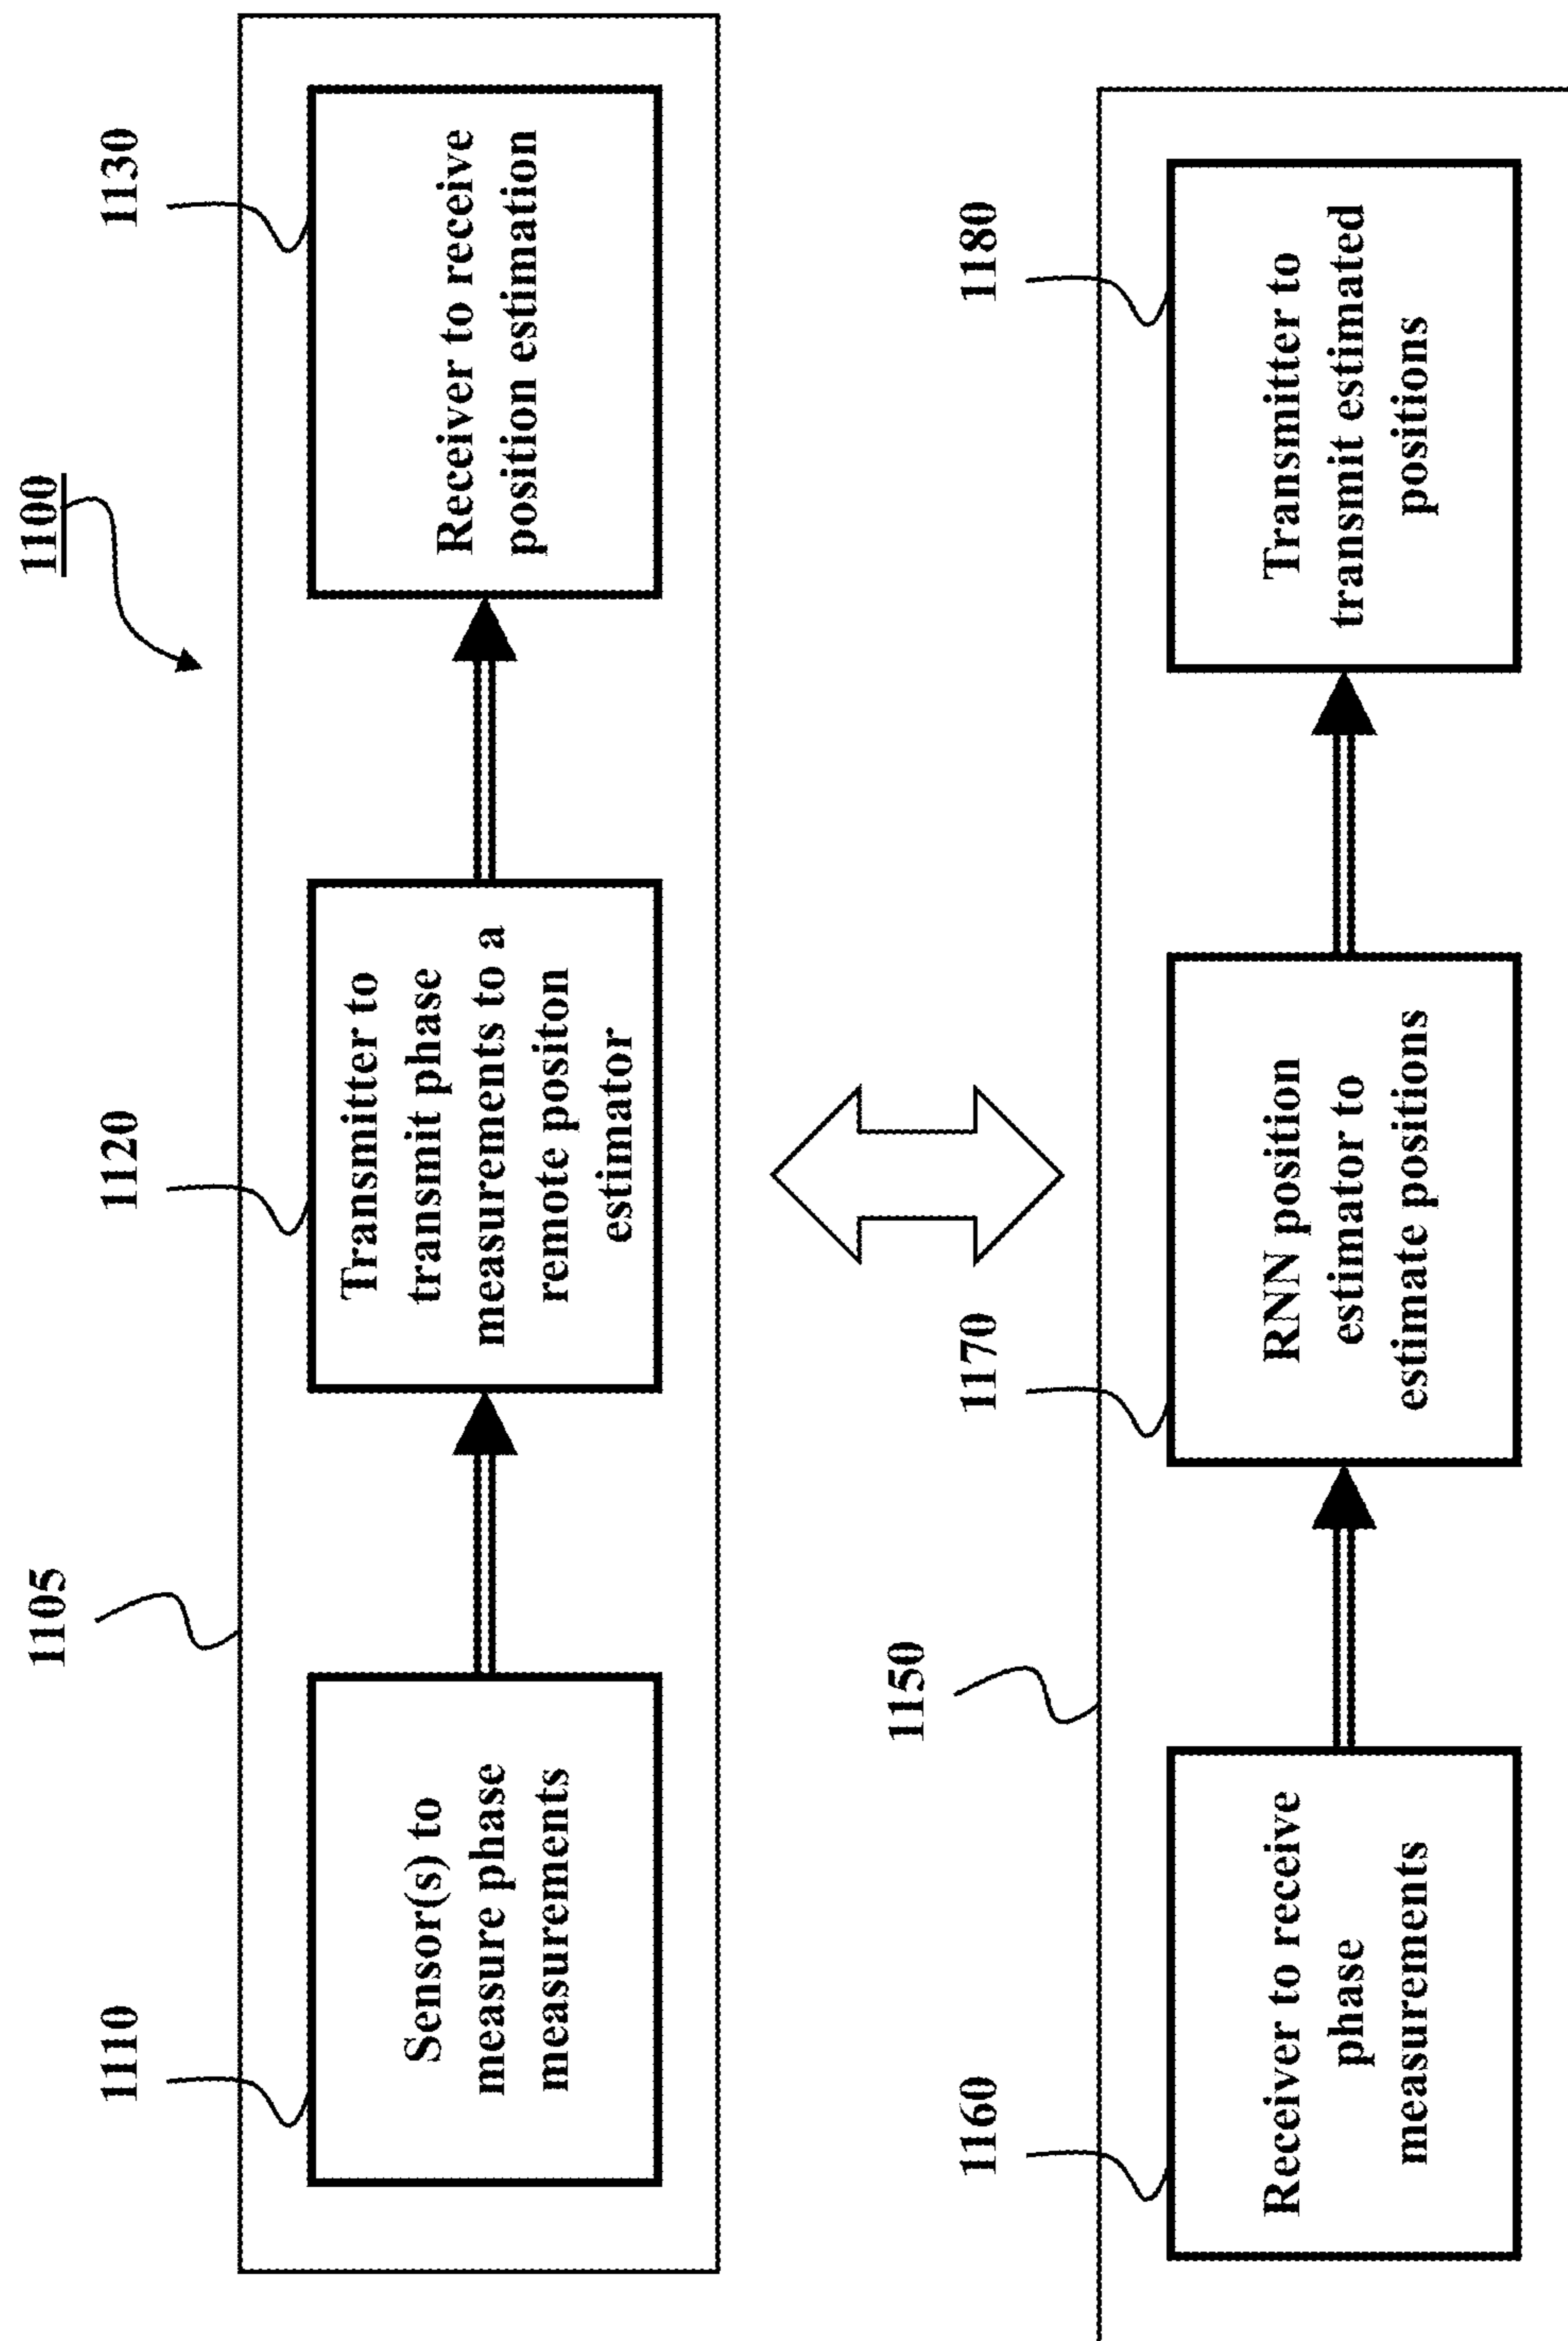 1100
1105
1110
Sensor(s) to
measure phase
measurements
1120
Transmitter to
transmit phase
measurements to a
remote positon
estimator
1130
Receiver to receive
position estimation
1150
1160
Receiver to receive
phase
measurements
1170
RNN position
estimator to
estimate positions
1180
Transmitter to
transmit estimated
positions